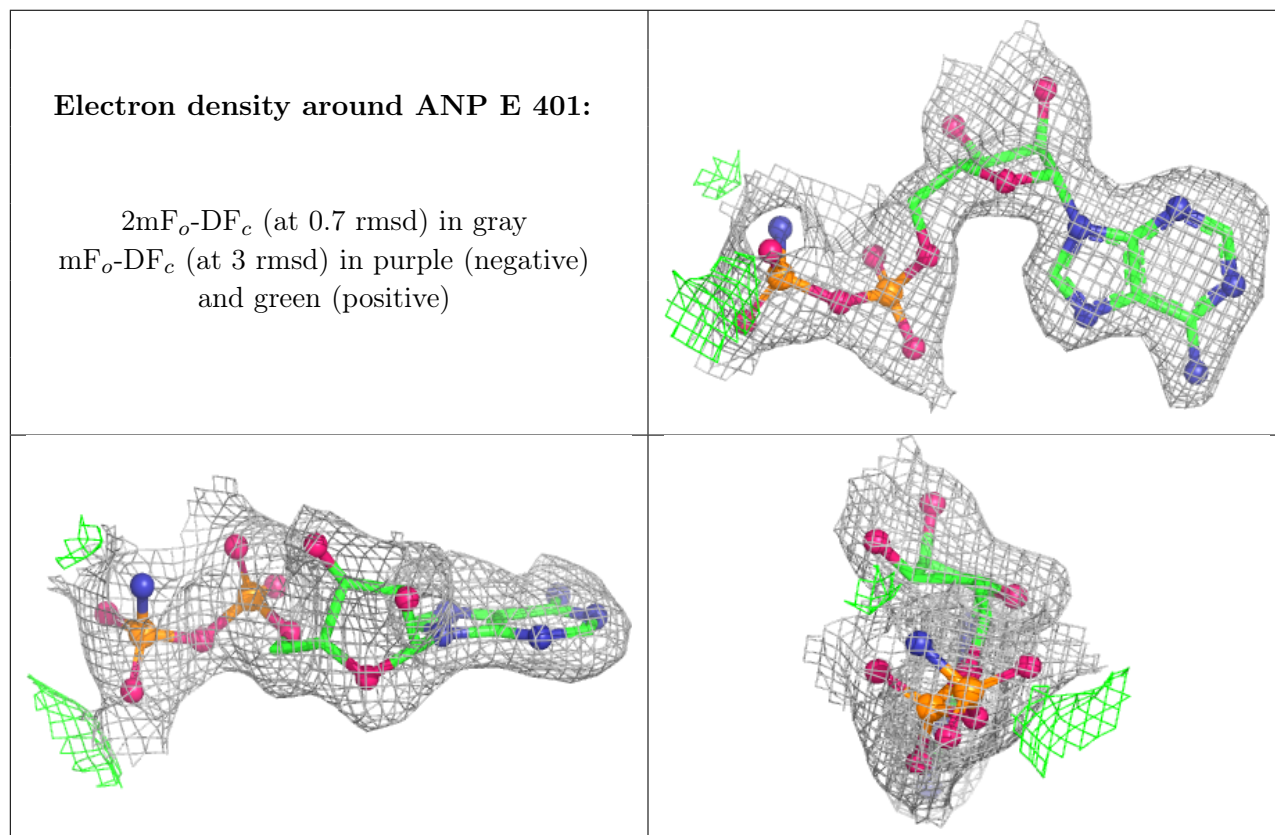 Electron density around ANP E 401:
2mFo-DFc (at 0.7 rmsd) in gray
mFo-DFc (at 3 rmsd) in purple (negative)
and green (positive)